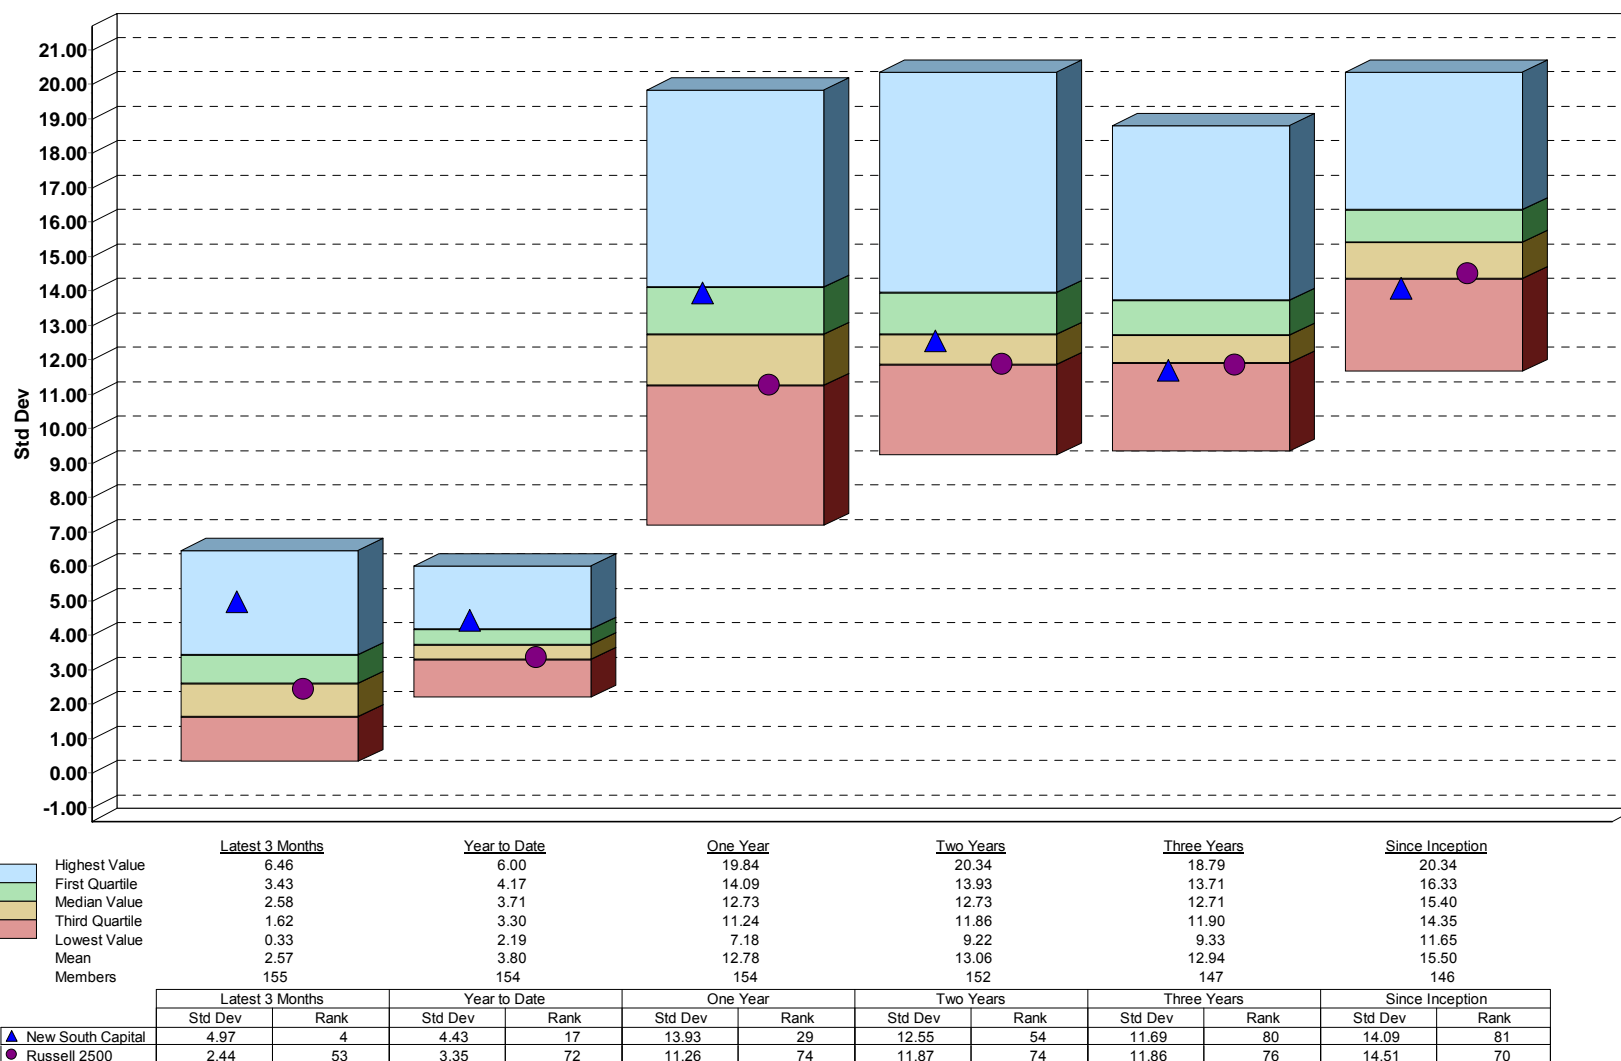 21.00
20.00
19.00
18.00
17.00
16.00
15.00
14.00
13.00
12.00
11.00
10.00
9.00
8.00
7.00
6.00
5.00
4.00
3.00
2.00
1.00
0.00
-1.00
Std Dev
Latest 3 Months Year to Date One Year Two Years Three Years Since Inception
Highest Value 6.46 6.00 19.84 20.34 18.79 20.34
First Quartile 3.43 4.17 14.09 13.93 13.71 16.33
Median Value 2.58 3.71 12.73 12.73 12.71 15.40
Third Quartile 1.62 3.30 11.24 11.86 11.90 14.35
Lowest Value 0.33 2.19 7.18 9.22 9.33 11.65
Mean 2.57 3.80 12.78 13.06 12.94 15.50
Members 155 154 154 152 147 146
Latest 3 Months Year to Date One Year Two Years Three Years Since Inception
Std Dev Rank Std Dev Rank Std Dev Rank Std Dev Rank Std Dev Rank Std Dev Rank
New South Capital 4.97 4 4.43 17 13.93 29 12.55 54 11.69 80 14.09 81
Russell 2500 2.44 53 3.35 72 11.26 74 11.87 74 11.86 76 14.51 70